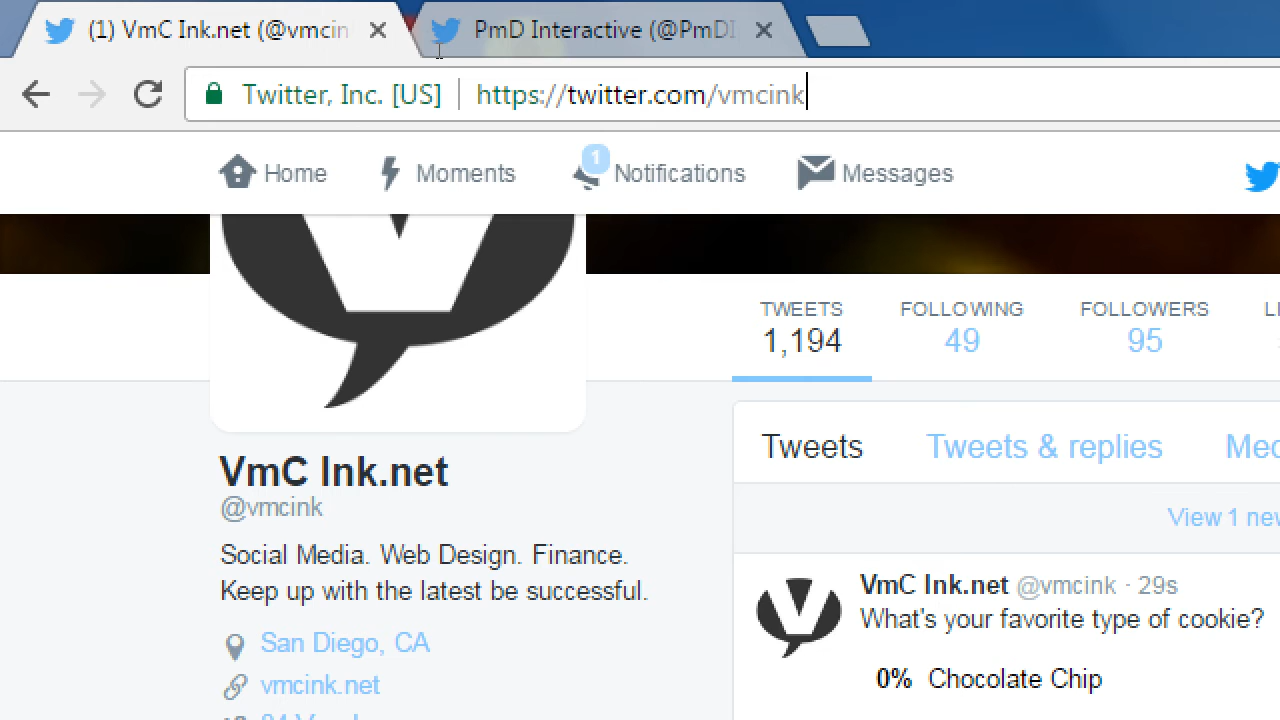 (1) VmC Ink.net (@vmcin
PmD Interactive (@PmDI
Twitter, Inc. [US] | https://twitter.com/vmcink
Home Moments 1 Notifications Messages
TWEETS FOLLOWING FOLLOWERS
1,194 49 95
VmC Ink.net
@vmcink
Social Media. Web Design. Finance.
Keep up with the latest be successful.
San Diego, CA
vmcink.net
Tweets Tweets & replies
View 1 new
VmC Ink.net @vmcink · 29s
What's your favorite type of cookie?
0% Chocolate Chip